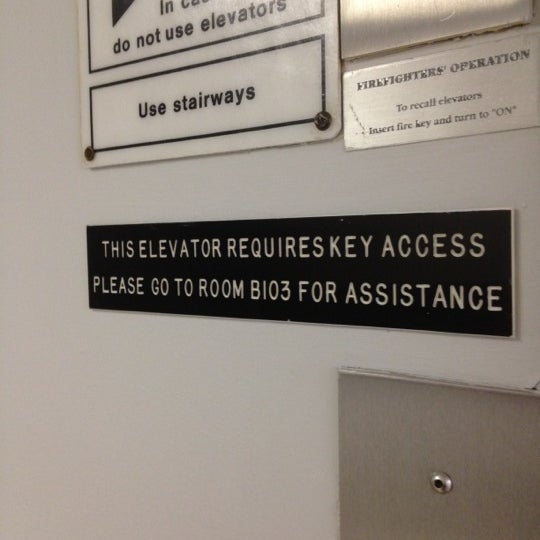 In
do not use elevators
Use stairways
FIREFIGHTERS' OPERATION
To recall elevators
Insert fire key and turn to "ON"
THIS ELEVATOR REQUIRES KEY ACCESS
PLEASE GO TO ROOM B103 FOR ASSISTANCE